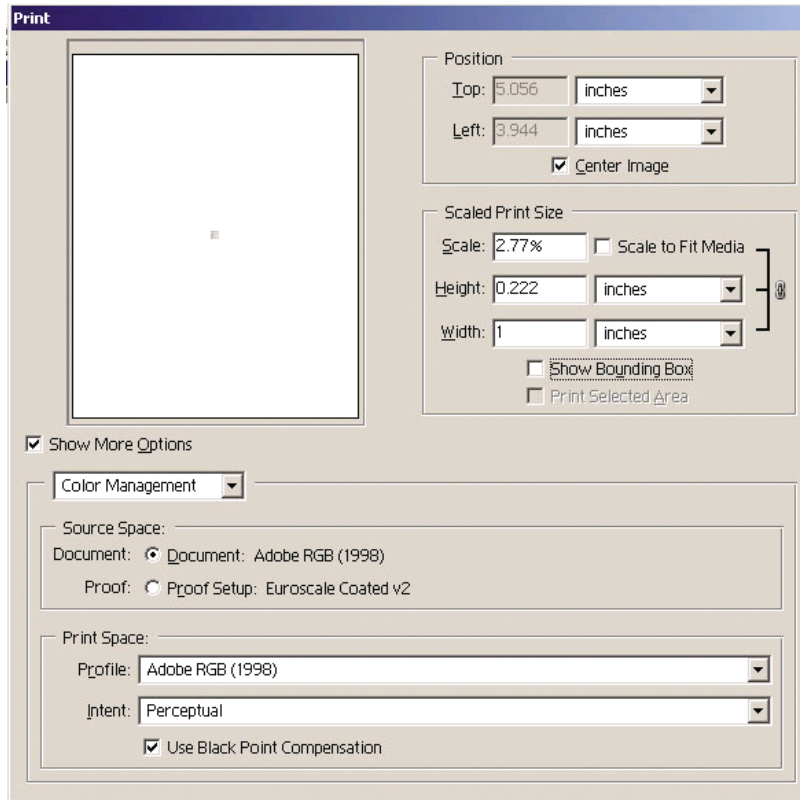 Print
Position
Top: 5.056 inches
Left: 3.944 inches
Center Image
Scaled Print Size
Scale: 2.77% Scale to Fit Media
Height: 0.222 inches
Width: 1 inches
Show Bounding Box
Print Selected Area
Show More Options
Color Management
Source Space:
Document: Document: Adobe RGB (1998)
Proof: Proof Setup: Euroscale Coated v2
Print Space:
Profile: Adobe RGB (1998)
Intent: Perceptual
Use Black Point Compensation